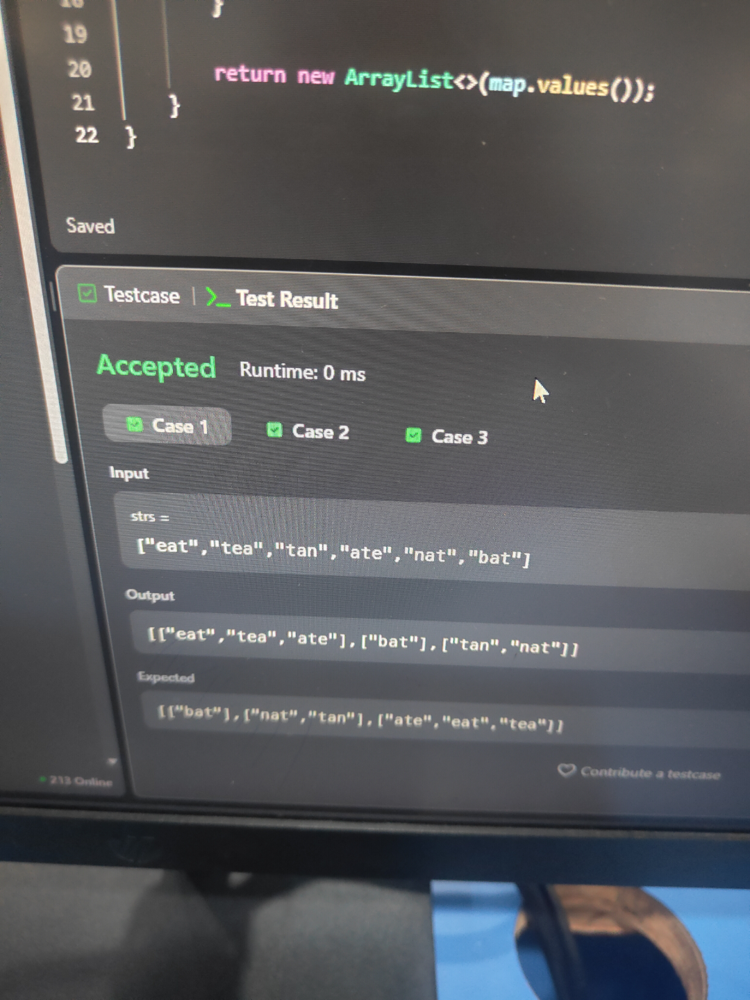 18 }
19
20 return new ArrayList<>(map.values());
21 }
22 }
Saved
Testcase | >_ Test Result
Accepted Runtime: 0 ms
Case 1 Case 2 Case 3
Input
strs =
["eat","tea","tan","ate","nat","bat"]
Output
[["eat","tea","ate"],["bat"],["tan","nat"]]
Expected
[["bat"],["nat","tan"],["ate","eat","tea"]]
Contribute a testcase
213 Online